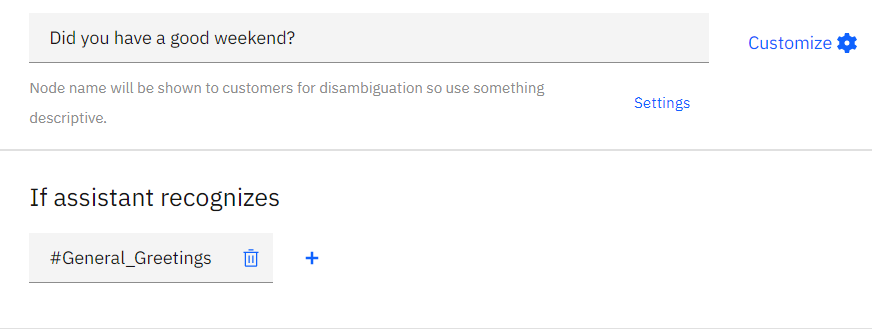 Did you have a good weekend?
Customize
Node name will be shown to customers for disambiguation so use something
descriptive.
Settings
If assistant recognizes
#General_Greetings